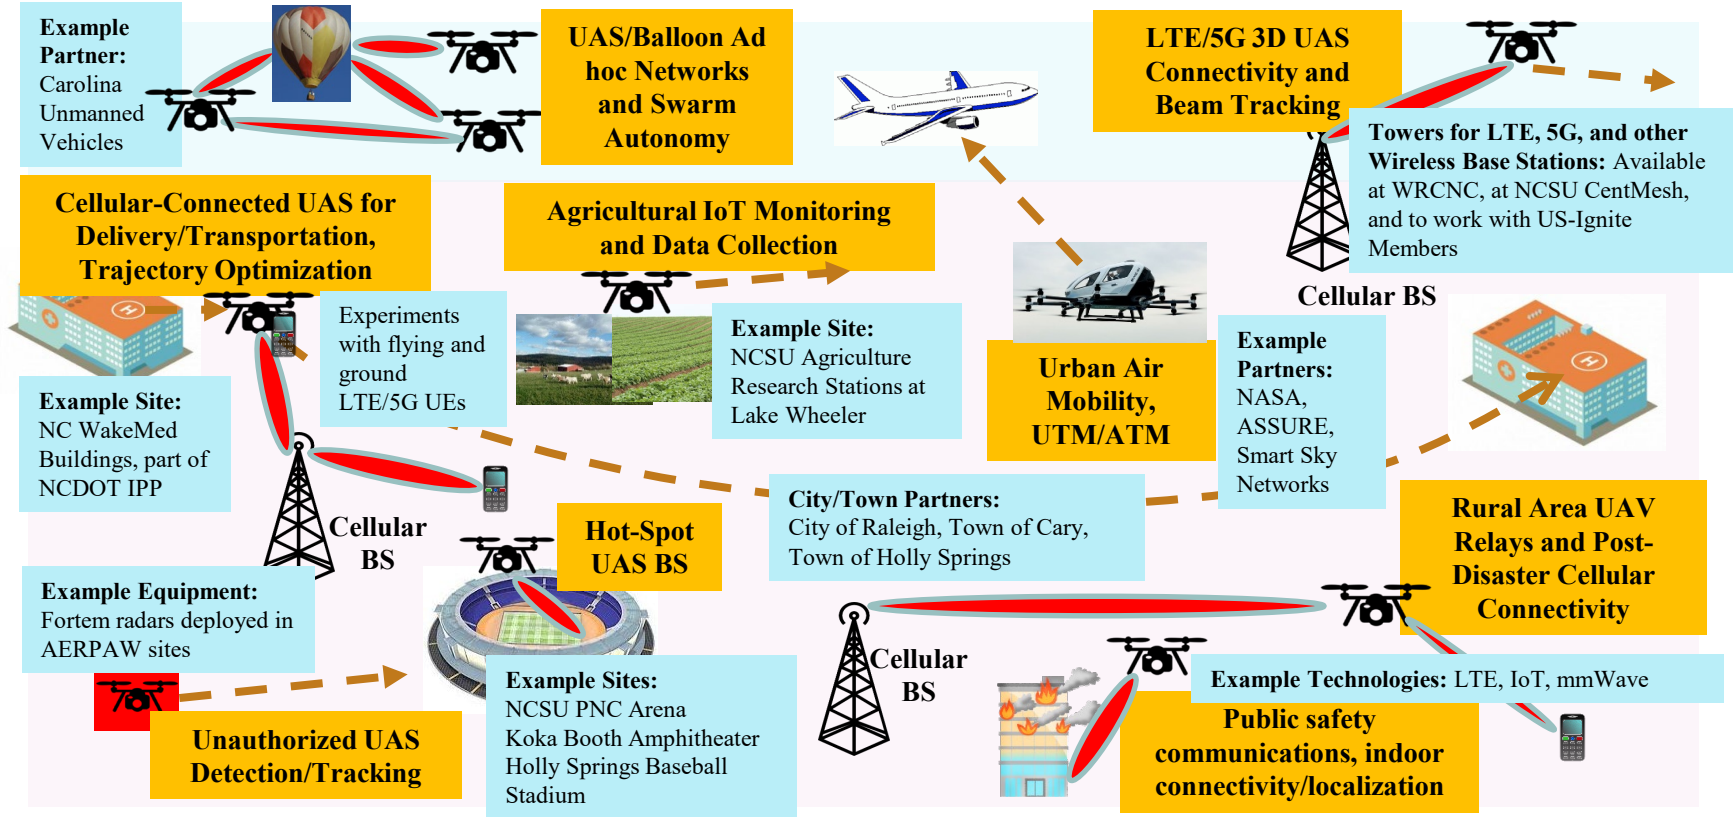 Example
Partner:
Carolina
Unmanned
Vehicles
UAS/Balloon Ad
hoc Networks
and Swarm
Autonomy
LTE/5G 3D UAS
Connectivity and
Beam Tracking
Towers for LTE, 5G, and other
Wireless Base Stations: Available
at WRCNC, at NCSU CentMesh,
and to work with US-Ignite
Members
Cellular BS
Cellular-Connected UAS for
Delivery/Transportation,
Trajectory Optimization
Agricultural IoT Monitoring
and Data Collection
H
Experiments
with flying and
ground
LTE/5G UEs
Example Site:
NCSU Agriculture
Research Stations at
Lake Wheeler
Urban Air
Mobility,
UTM/ATM
Example
Partners:
NASA,
ASSURE,
Smart Sky
Networks
H
Example Site:
NC WakeMed
Buildings, part of
NCDOT IPP
Cellular
BS
Hot-Spot
UAS BS
City/Town Partners:
City of Raleigh, Town of Cary,
Town of Holly Springs
Rural Area UAV
Relays and Post-
Disaster Cellular
Connectivity
Example Equipment:
Fortem radars deployed in
AERPAW sites
Unauthorized UAS
Detection/Tracking
Example Sites:
NCSU PNC Arena
Koka Booth Amphitheater
Holly Springs Baseball
Stadium
Cellular
BS
Example Technologies: LTE, IoT, mmWave
Public safety
communications, indoor
connectivity/localization